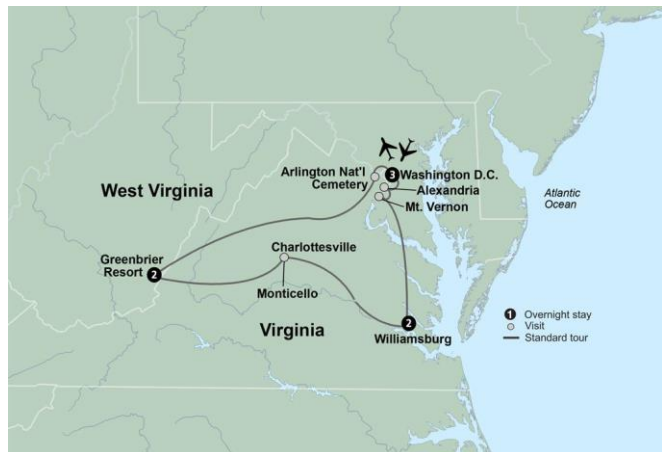 Arlington Nat'l
Cemetery
3
Washington D.C.
Alexandria
Mt. Vernon
West Virginia
Atlantic
Ocean
Charlottesville
Greenbrier
Resort
2
Monticello
Virginia
2
Williamsburg
1 Overnight stay
Visit
Standard tour